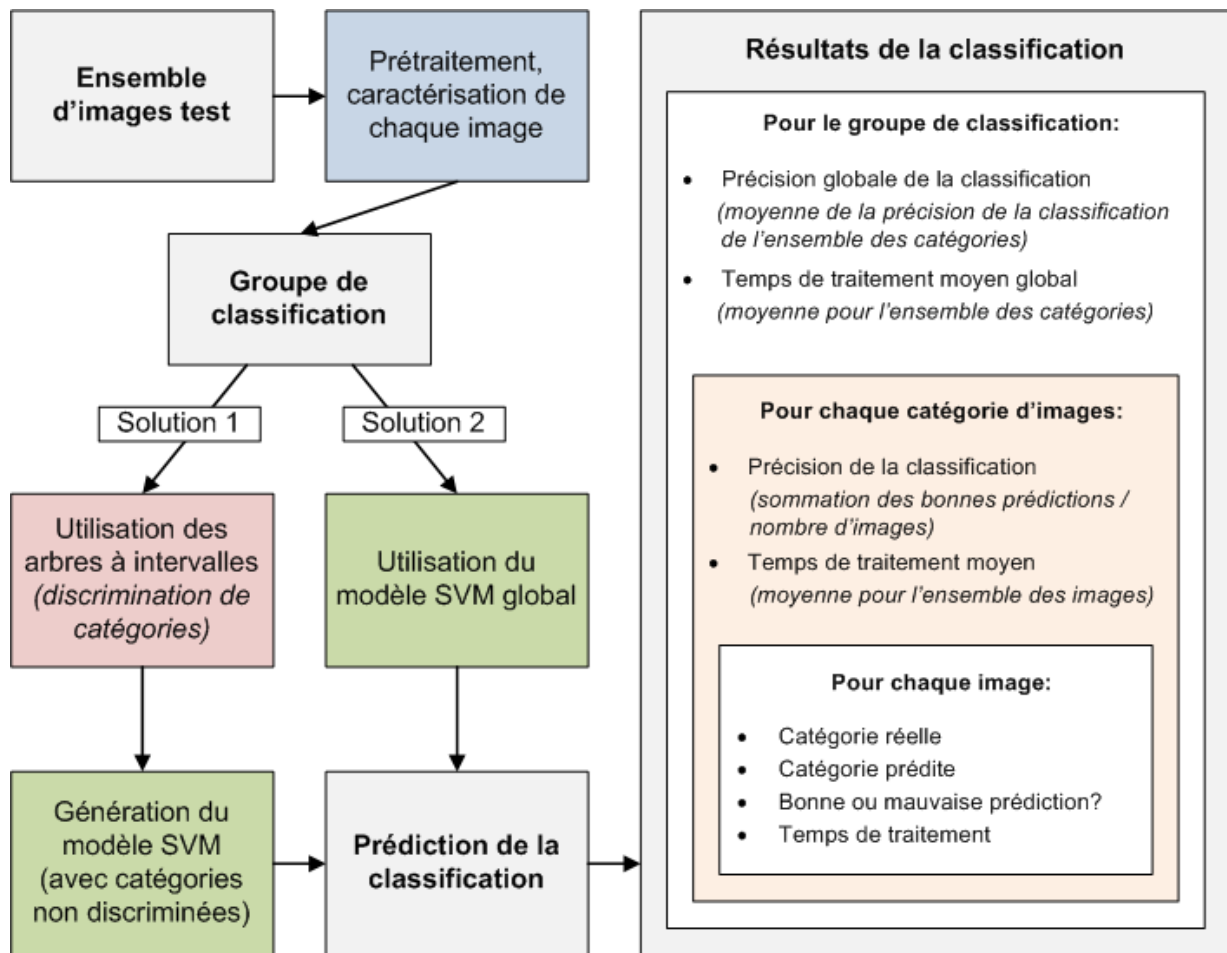 Ensemble
d'images test
Prétraitement,
caractérisation de
chaque image
Groupe de
classification
Solution 1
Solution 2
Utilisation des
arbres à intervalles
(discrimination de
catégories)
Utilisation du
modèle SVM global
Génération du
modèle SVM
(avec catégories
non discriminées)
Prédiction de la
classification
Résultats de la classification
Pour le groupe de classification:
• Précision globale de la classification
(moyenne de la précision de la classification
de l'ensemble des catégories)
• Temps de traitement moyen global
(moyenne pour l'ensemble des catégories)
Pour chaque catégorie d'images:
• Précision de la classification
(sommation des bonnes prédictions /
nombre d'images)
• Temps de traitement moyen
(moyenne pour l'ensemble des images)
Pour chaque image:
• Catégorie réelle
• Catégorie prédite
• Bonne ou mauvaise prédiction?
• Temps de traitement